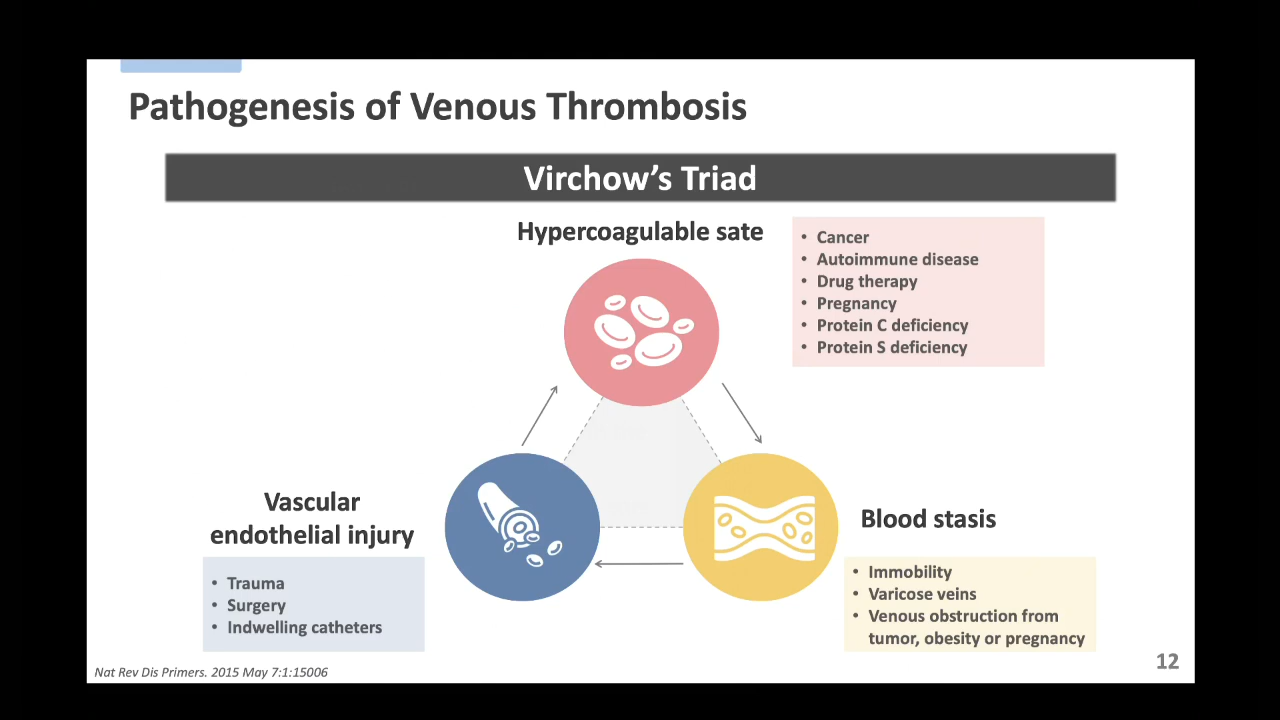 Pathogenesis of Venous Thrombosis
Virchow’s Triad
Hypercoagulable sate
• Cancer
• Autoimmune disease
• Drug therapy
• Pregnancy
• Protein C deficiency
• Protein S deficiency
Vascular
endothelial injury
• Trauma
• Surgery
• Indwelling catheters
Blood stasis
• Immobility
• Varicose veins
• Venous obstruction from
tumor, obesity or pregnancy
Nat Rev Dis Primers. 2015 May 7:1:15006
12